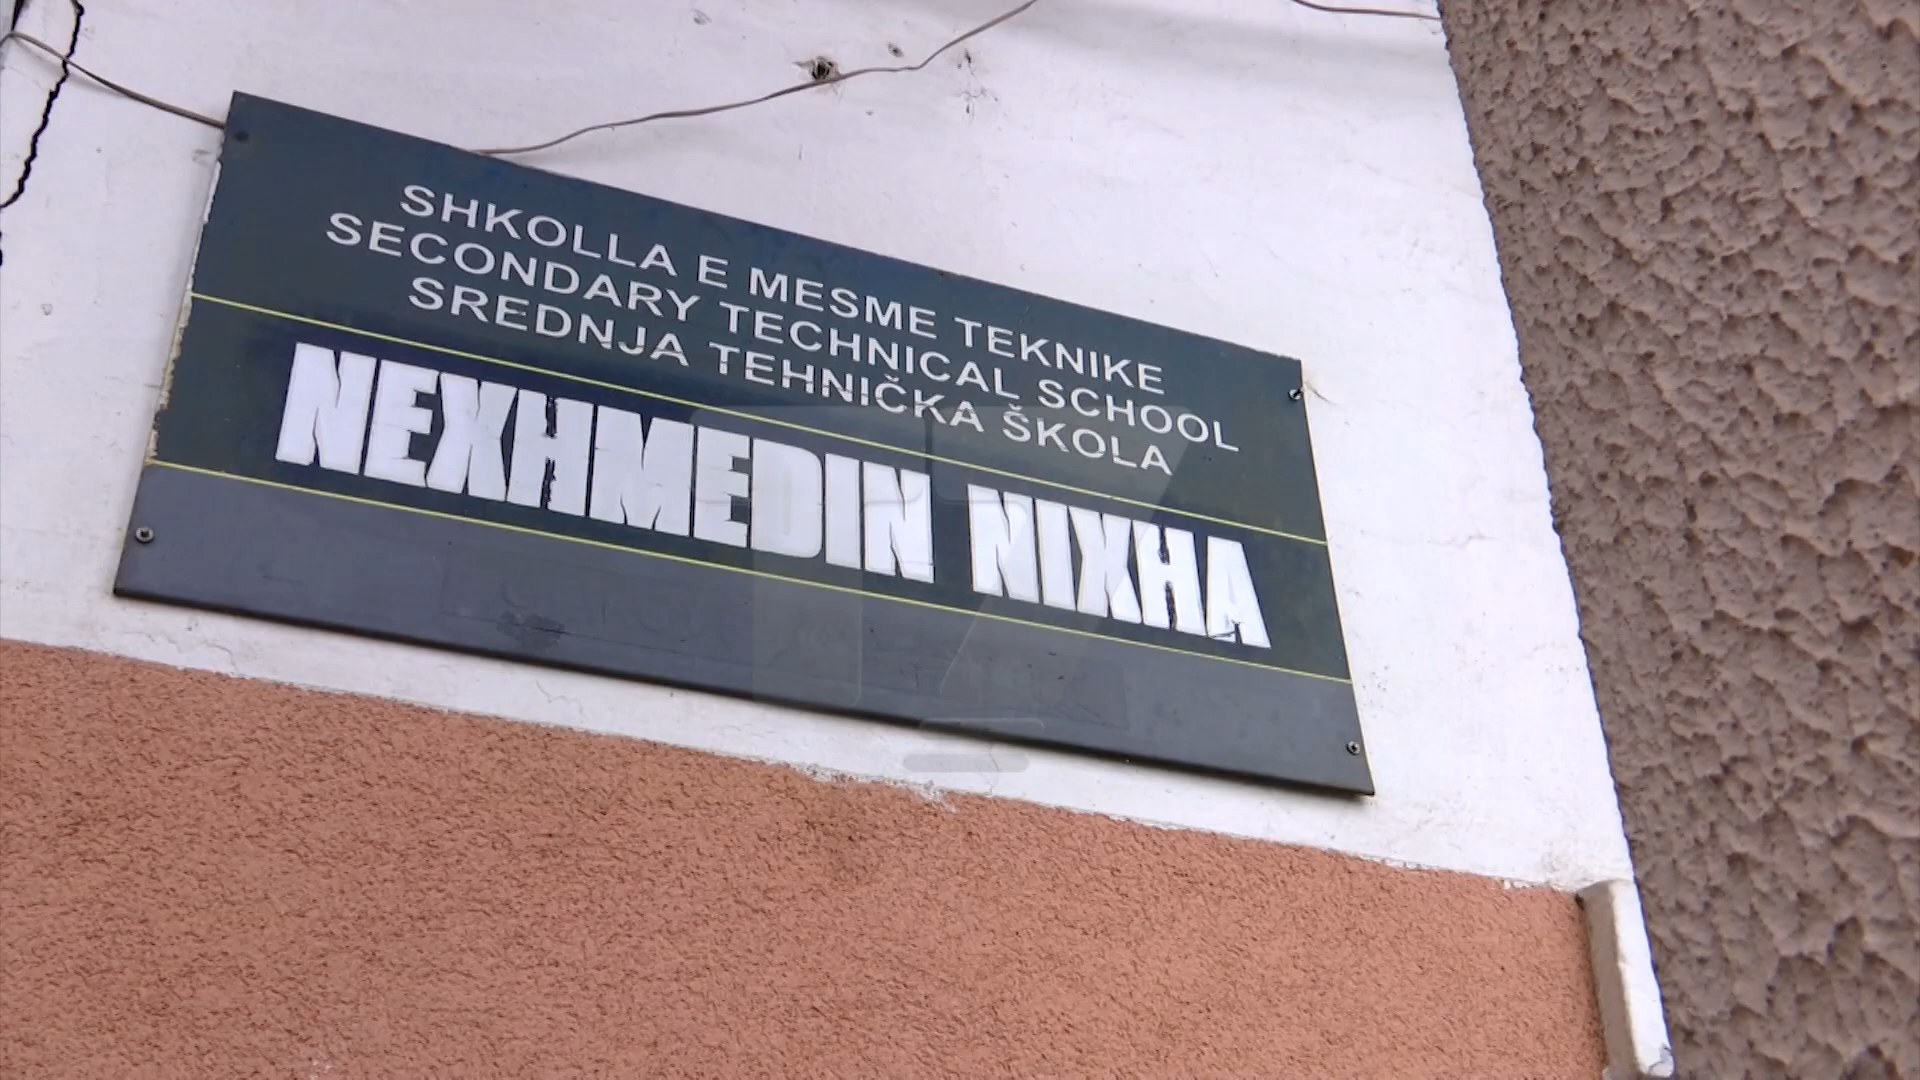 SHKOLLA E MESME TEKNIKE
SECONDARY TECHNICAL SCHOOL
SREDNJA TEHNIČKA ŠKOLA
NEXHMEDIN NIXHA